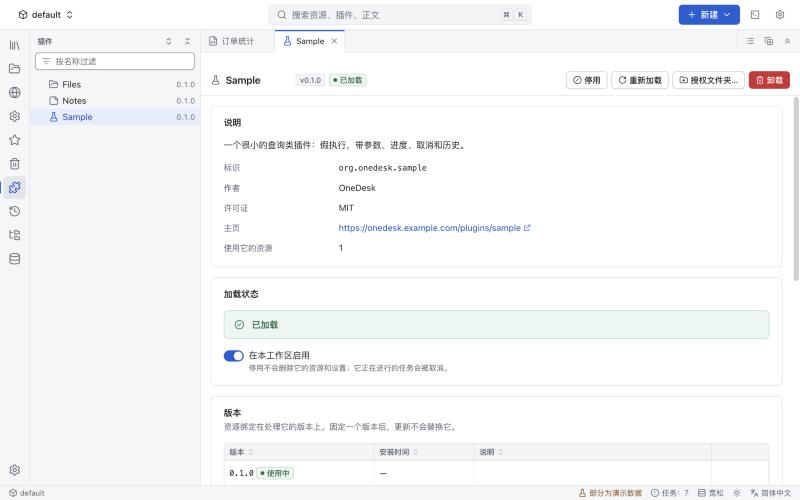 default
搜索资源、插件、正文
⌘ K
新建
插件
订单统计
Sample
按名称过滤
Files 0.1.0
Notes 0.1.0
Sample 0.1.0
Sample
v0.1.0
已加载
停用
重新加载
授权文件夹...
卸载
说明
一个很小的查询类插件：假执行，带参数、进度、取消和历史。
标识 org.onedesk.sample
作者 OneDesk
许可证 MIT
主页 https://onedesk.example.com/plugins/sample
使用它的资源 1
加载状态
已加载
在本工作区启用
停用不会删除它的资源和设置；它正在进行的任务会被取消。
版本
资源绑定在处理它的版本上。固定一个版本后，更新不会替换它。
版本 安装时间 说明
0.1.0 使用中 —
default
部分为演示数据
任务：7
宽松
简体中文